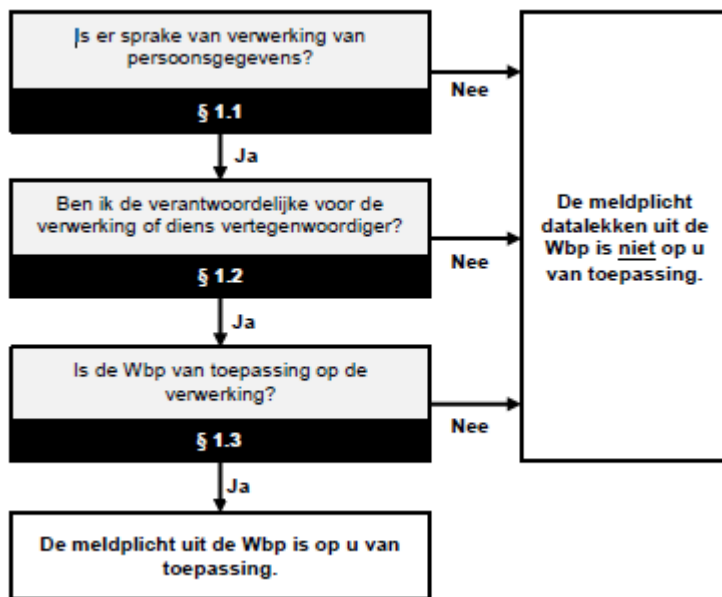 Is er sprake van verwerking van
persoonsgegevens?
§ 1.1
Nee
Ja
Ben ik de verantwoordelijke voor de
verwerking of diens vertegenwoordiger?
§ 1.2
Nee
Ja
Is de Wbp van toepassing op de
verwerking?
§ 1.3
Nee
Ja
De meldplicht uit de Wbp is op u van
toepassing.
De meldplicht
datalekken uit de
Wbp is niet op u
van toepassing.